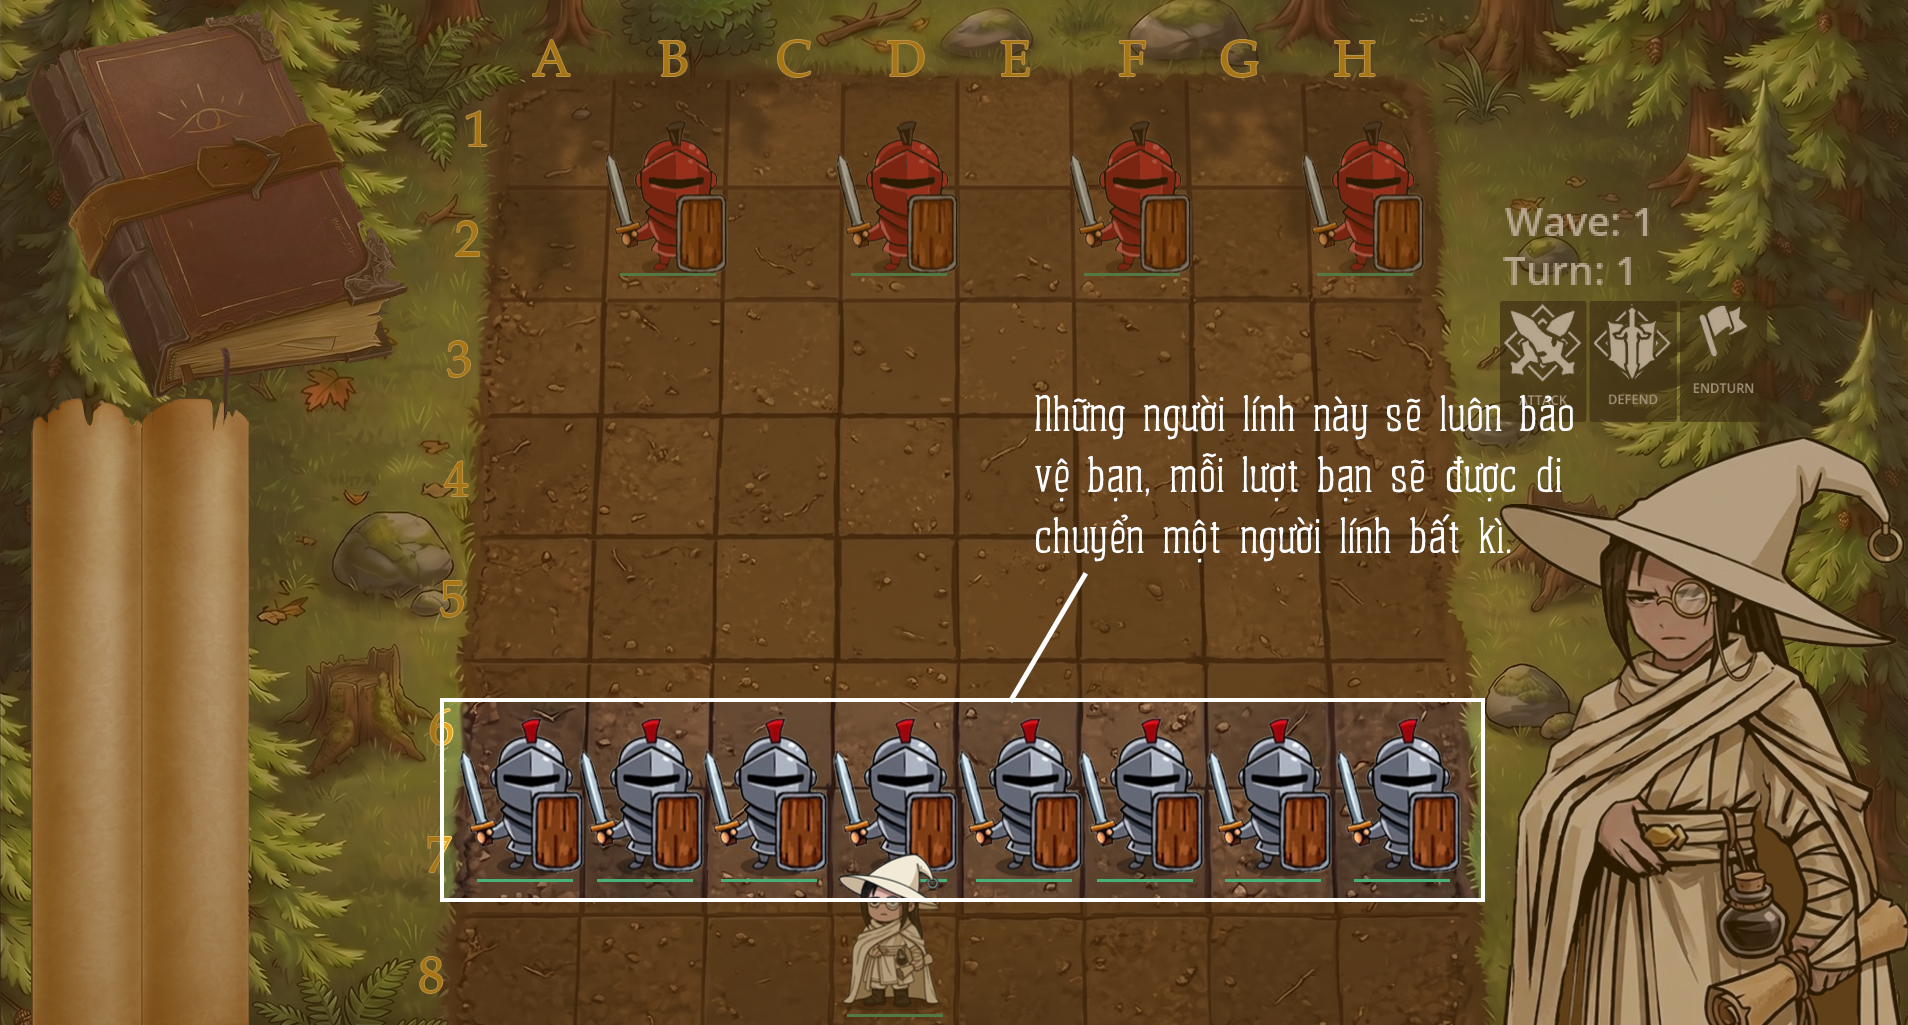 A B C D E F G H
1
2
3
4
5
6
7
8
Wave: 1
Turn: 1
ATTACK
DEFEND
ENDTURN
Những người lính này sẽ luôn bảo
vệ bạn, mỗi lượt bạn sẽ được di
chuyển một người lính bất kì.